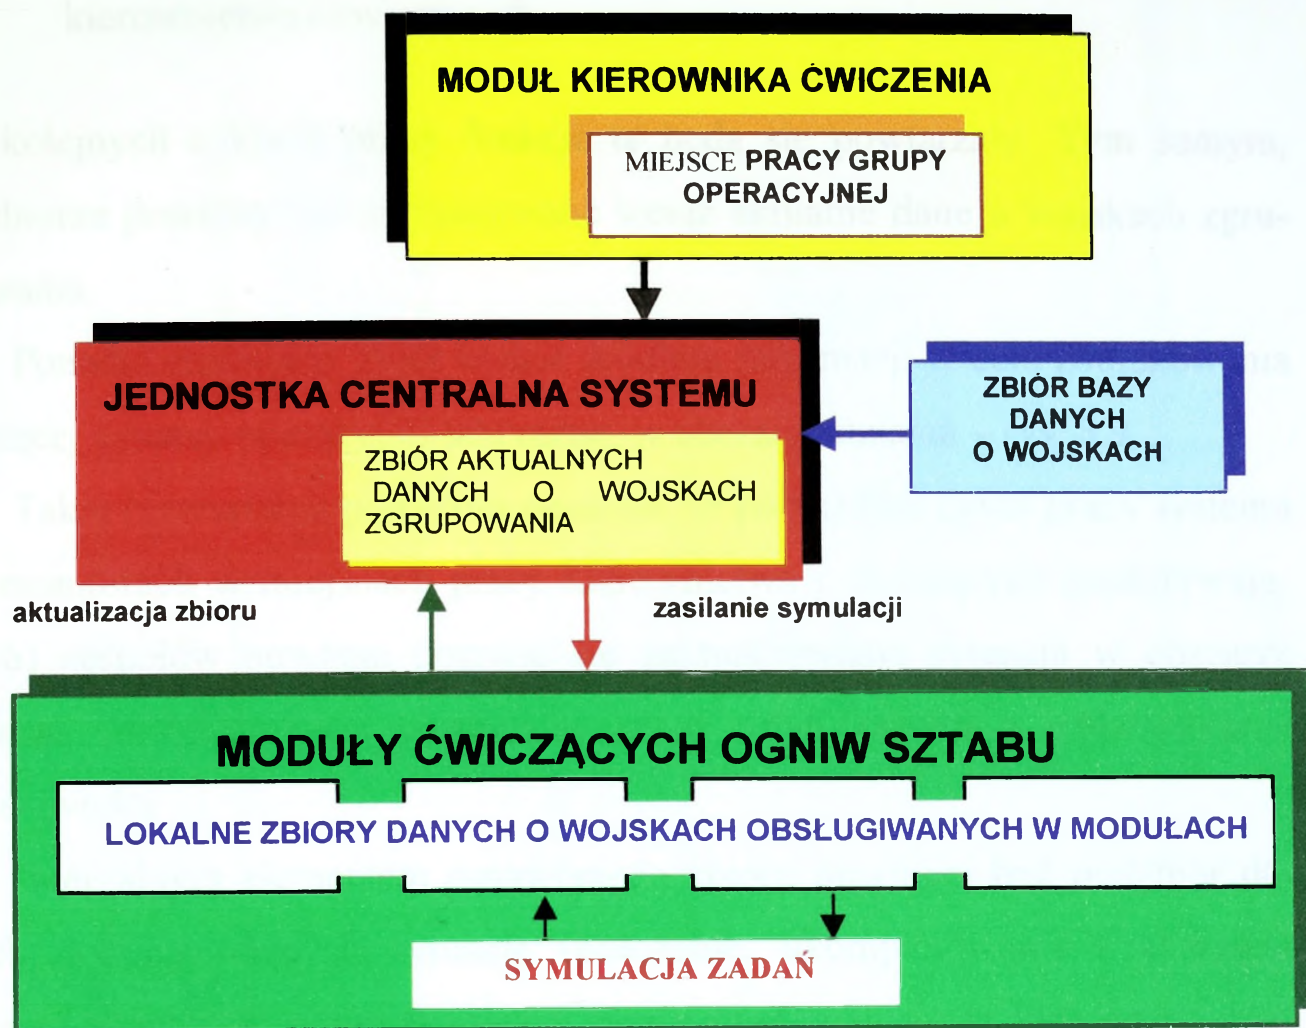 MODUŁ KIEROWNIKA ĆWICZENIA
MIEJSCE PRACY GRUPY
OPERACYJNEJ
JEDNOSTKA CENTRALNA SYSTEMU
ZBIÓR BAZY
DANYCH
O WOJSKACH
ZBIÓR AKTUALNYCH
DANYCH O WOJSKACH
ZGRUPOWANIA
aktualizacja zbioru
zasilanie symulacji
MODUŁY ĆWICZĄCYCH OGNIW SZTABU
LOKALNE ZBIORY DANYCH O WOJSKACH OBSŁUGIWANYCH W MODUŁACH
SYMULACJA ZADAŃ